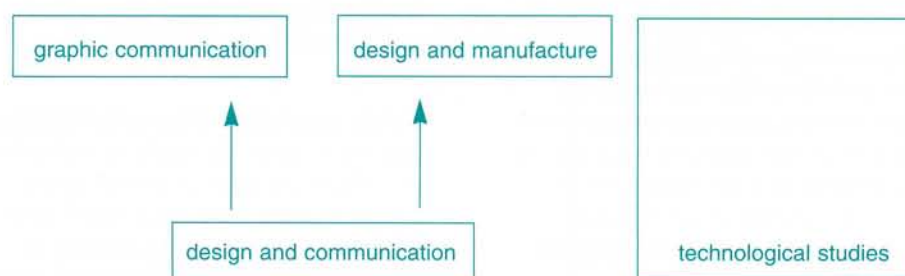 graphic communication
design and manufacture
design and communication
technological studies